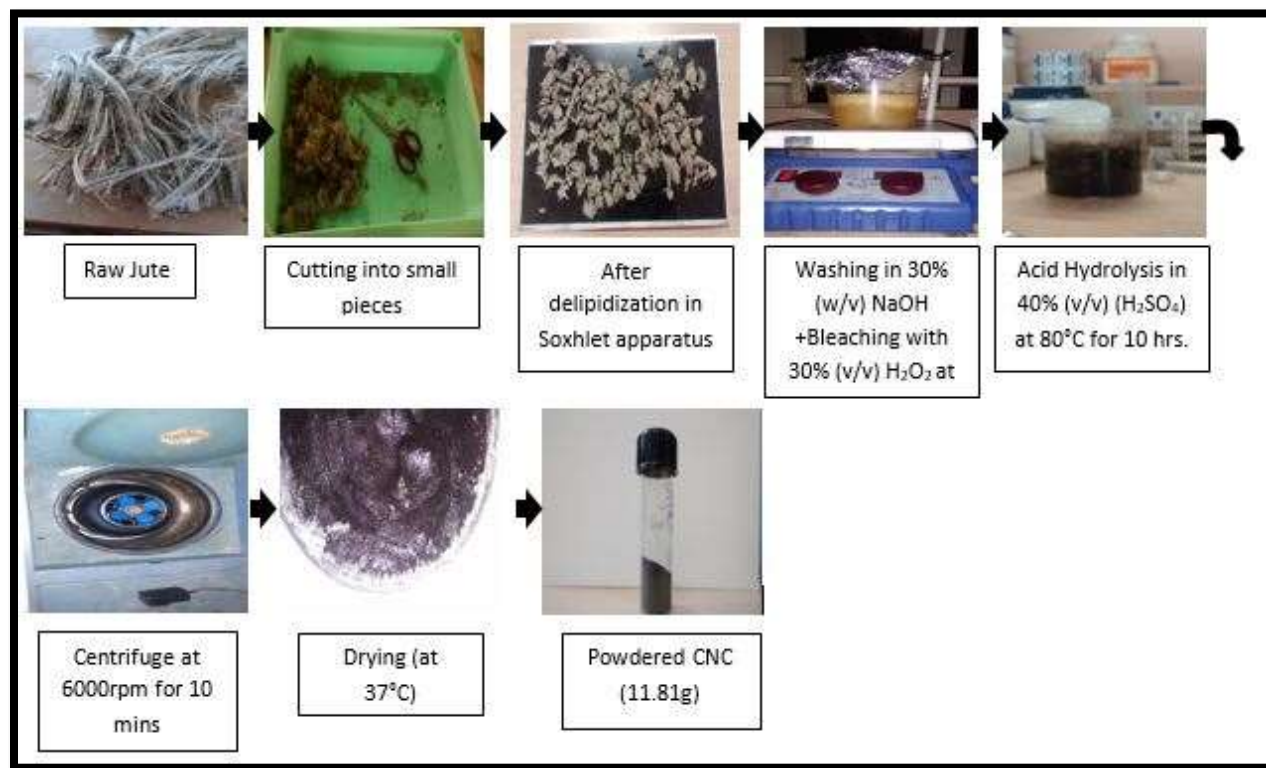 Raw Jute
Cutting into small
pieces
After
delipidization in
Soxhlet apparatus
Washing in 30%
(w/v) NaOH
+Bleaching with
30% (v/v) H₂O₂ at
Acid Hydrolysis in
40% (v/v) (H₂SO₄)
at 80°C for 10 hrs.
Centrifuge at
6000rpm for 10
mins
Drying (at
37°C)
Powdered CNC
(11.81g)